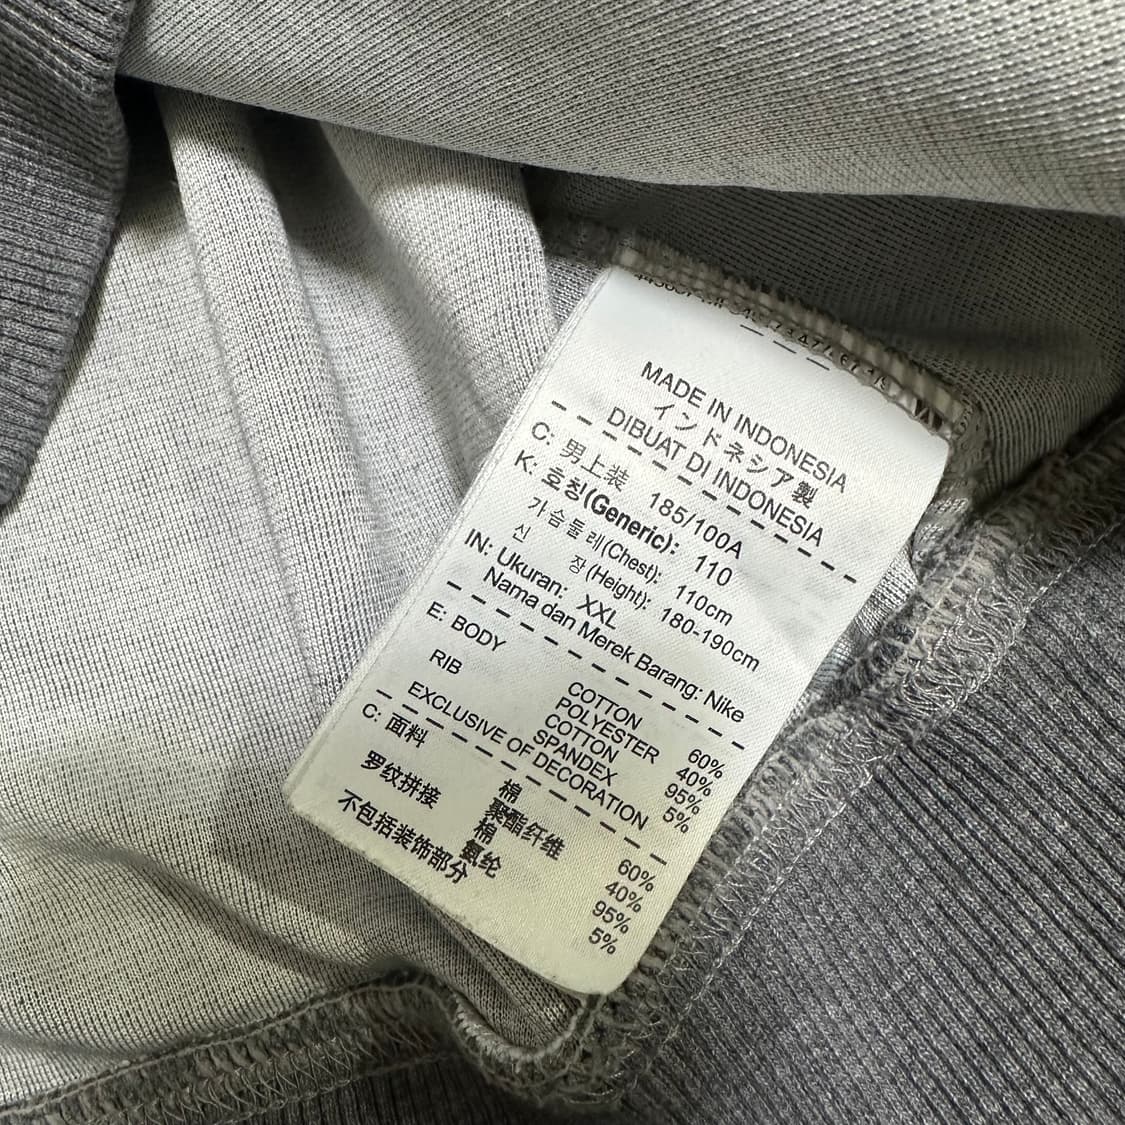 MADE IN INDONESIA
インドネシア製
DIBUAT DI INDONESIA
C: 男上装 185/100A
K: 호칭(Generic): 110
가슴둘레(Chest): 110cm
신 장(Height): 180-190cm
IN: Ukuran: XXL
Nama dan Merek Barang: Nike
E: BODY COTTON 60%
POLYESTER 40%
RIB COTTON 95%
SPANDEX 5%
EXCLUSIVE OF DECORATION
C: 面料 棉 60%
聚酯纤维 40%
罗纹拼接 棉 95%
氨纶 5%
不包括装饰部分